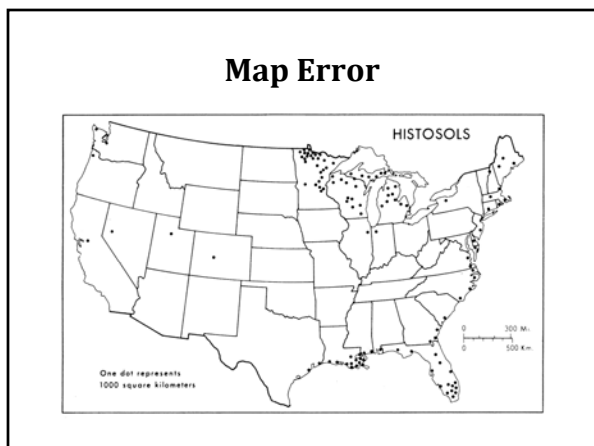 Map Error
HISTOSOLS
0 300 Mi.
0 500 Km.
One dot represents
1000 square kilometers